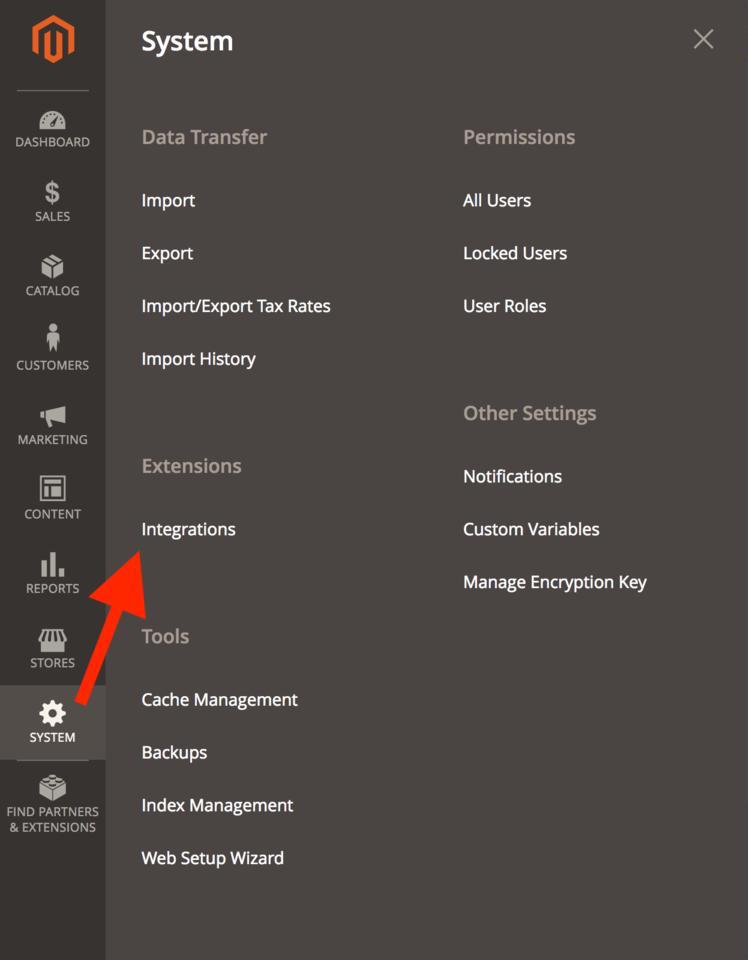 DASHBOARD
SALES
CATALOG
CUSTOMERS
MARKETING
CONTENT
REPORTS
STORES
SYSTEM
FIND PARTNERS
& EXTENSIONS
System
Data Transfer
Import
Export
Import/Export Tax Rates
Import History
Extensions
Integrations
Tools
Cache Management
Backups
Index Management
Web Setup Wizard
Permissions
All Users
Locked Users
User Roles
Other Settings
Notifications
Custom Variables
Manage Encryption Key